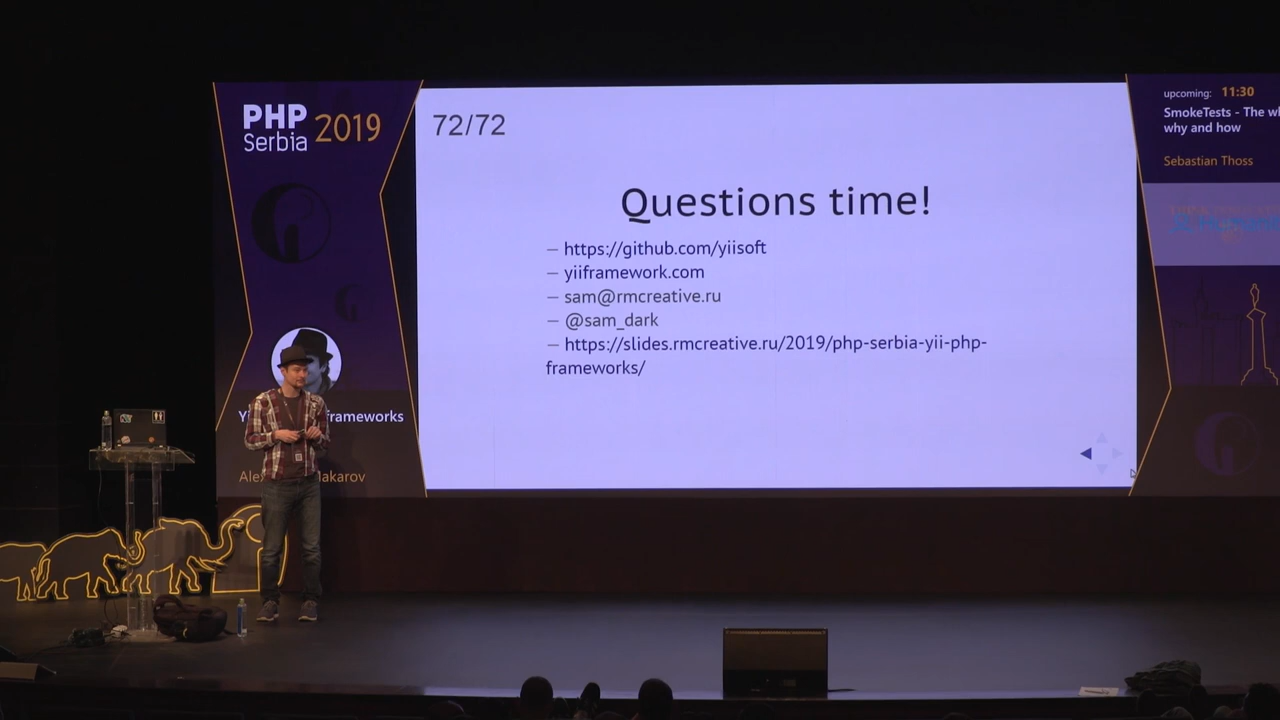 PHP
Serbia 2019
Yi frameworks
Ale akarov
72/72
Questions time!
– https://github.com/yiisoft
– yiiframework.com
– sam@rmcreative.ru
– @sam_dark
– https://slides.rmcreative.ru/2019/php-serbia-yii-php-
frameworks/
upcoming: 11:30
SmokeTests - The
why and how
Sebastian Thoss